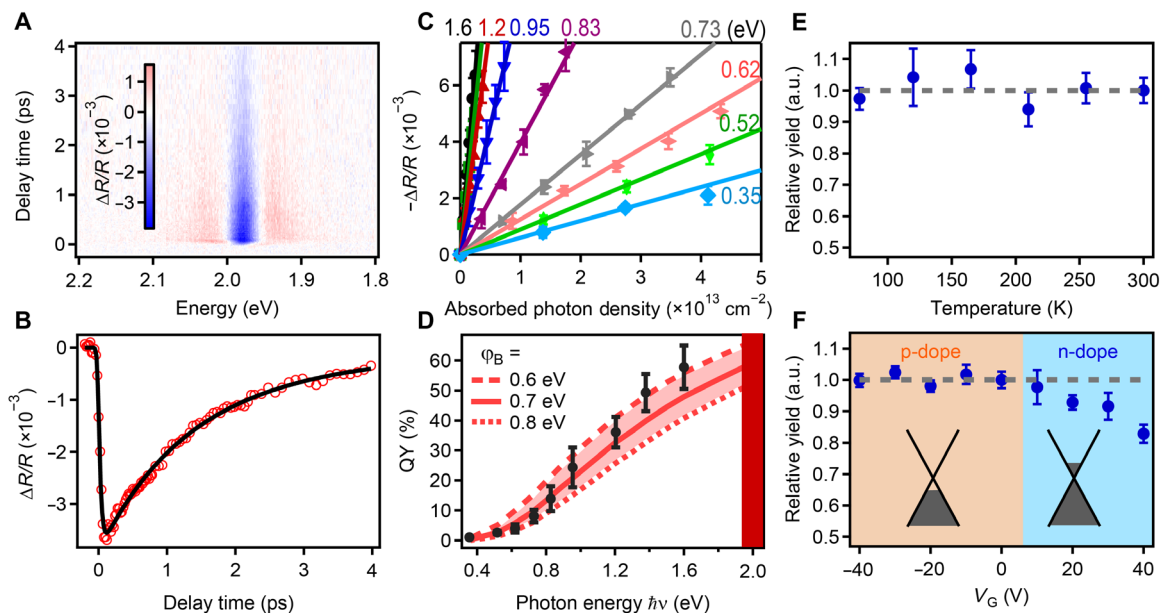 A
4
3
2
1
0
Delay time (ps)
1
0
−1
−2
−3
ΔR/R (×10−3)
2.2
2.1
2.0
1.9
1.8
Energy (eV)
B
0
−1
−2
−3
ΔR/R (×10−3)
0
1
2
3
4
Delay time (ps)
C
1.6
1.2
0.95
0.83
0.73 (eV)
0.62
0.52
0.35
6
4
2
0
−ΔR/R (×10−3)
0
1
2
3
4
5
Absorbed photon density (×1013 cm−2)
D
φB =
0.6 eV
0.7 eV
0.8 eV
60
50
40
30
20
10
0
QY (%)
0.4
0.8
1.2
1.6
2.0
Photon energy ħν (eV)
E
1.1
1.0
0.9
0.8
0.7
0.6
0.5
Relative yield (a.u.)
100
150
200
250
300
Temperature (K)
F
p-dope
n-dope
1.1
1.0
0.9
0.8
0.7
0.6
0.5
Relative yield (a.u.)
−40
−20
0
20
40
VG (V)